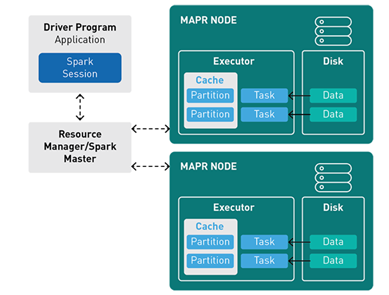 Driver Program
Application
Spark
Session
Resource
Manager/Spark
Master
MAPR NODE
Executor
Disk
Cache
Partition
Task
Data
Partition
Task
Data
MAPR NODE
Executor
Disk
Cache
Partition
Task
Data
Partition
Task
Data